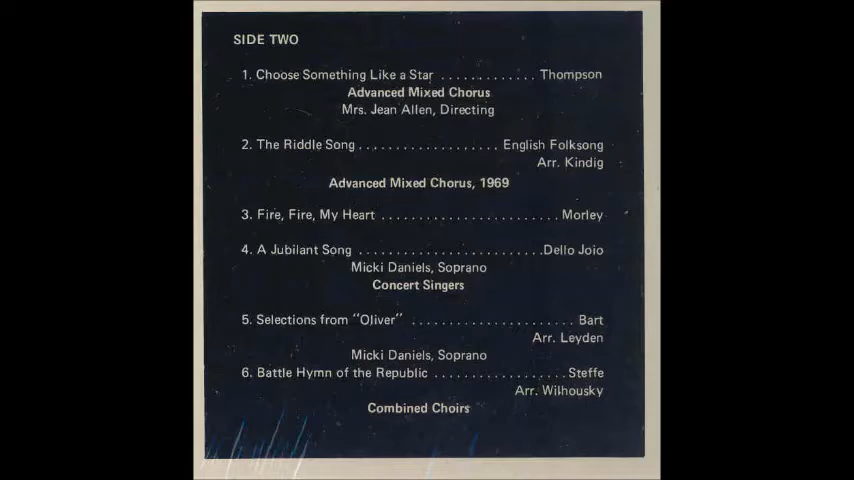 SIDE TWO
1. Choose Something Like a Star ............. Thompson
Advanced Mixed Chorus
Mrs. Jean Allen, Directing
2. The Riddle Song .................. English Folksong
Arr. Kindig
Advanced Mixed Chorus, 1969
3. Fire, Fire, My Heart ........................ Morley
4. A Jubilant Song .........................Dello Joio
Micki Daniels, Soprano
Concert Singers
5. Selections from "Oliver" ...................... Bart
Arr. Leyden
Micki Daniels, Soprano
6. Battle Hymn of the Republic ..................Steffe
Arr. Wilhousky
Combined Choirs